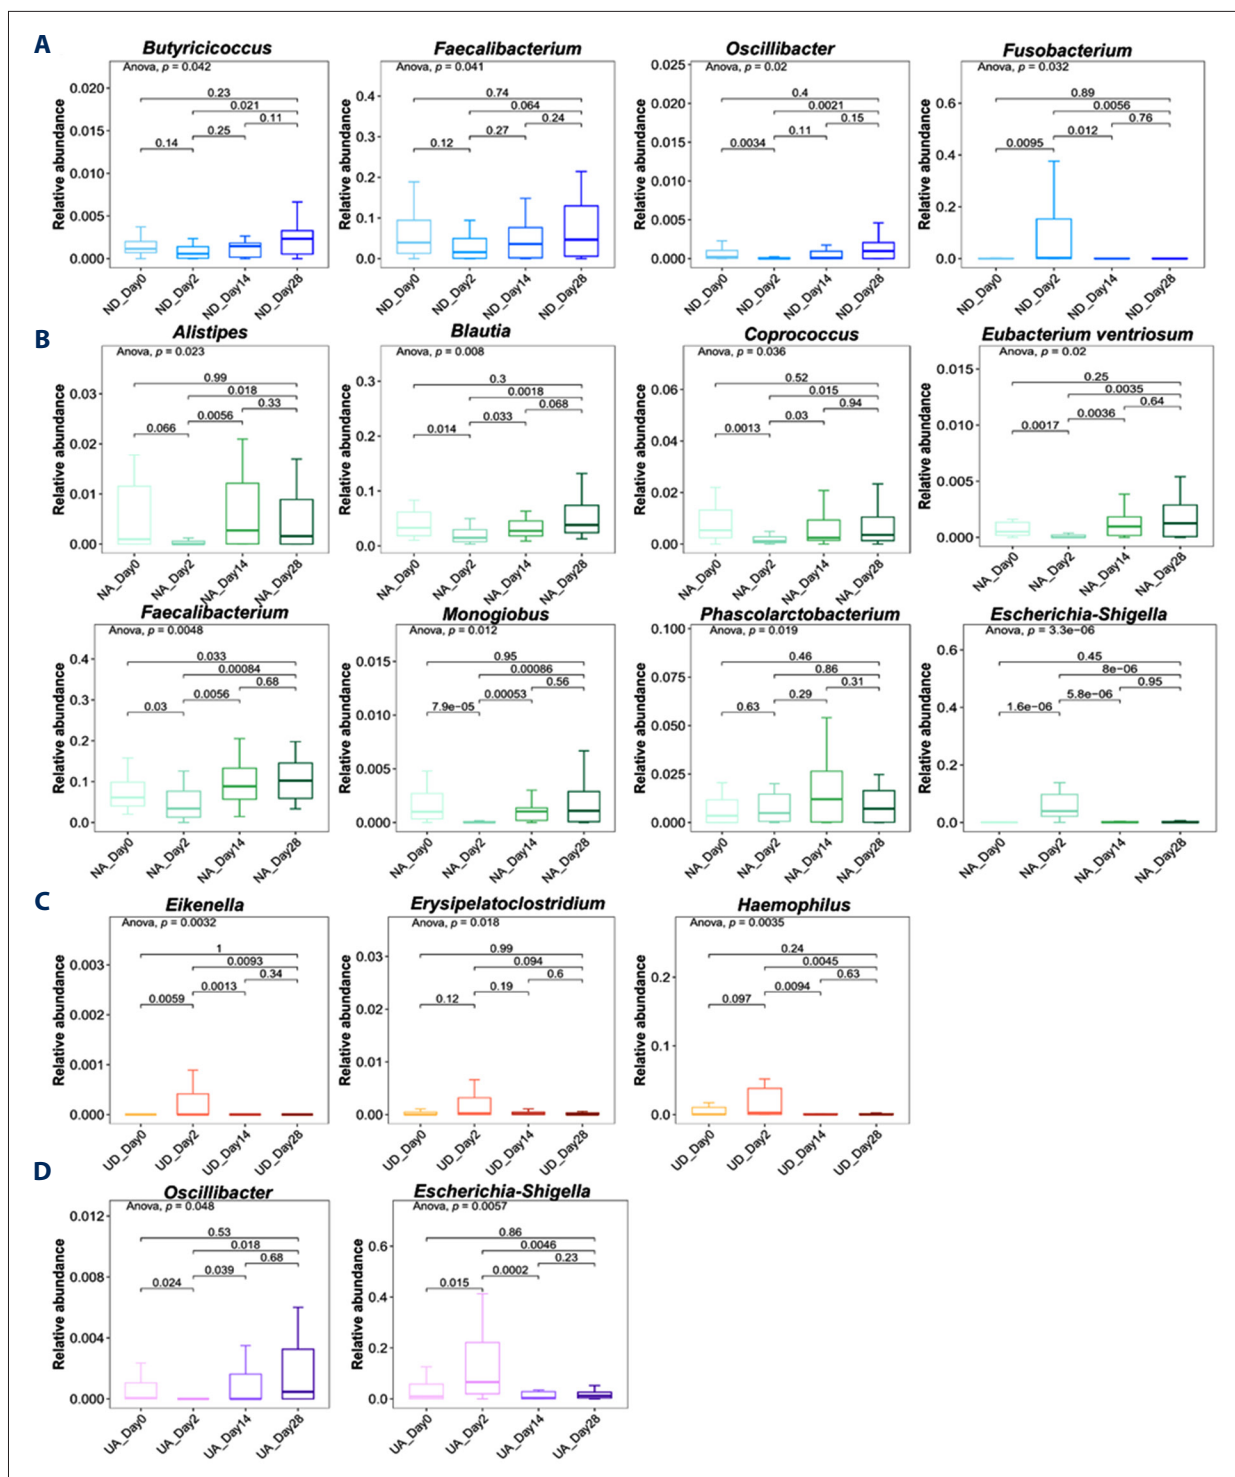 A
Butyricicoccus
Anova, p = 0.042
Relative abundance
0.020
0.015
0.010
0.005
0.000
0.23
0.021
0.11
0.25
0.14
ND_Day0
ND_Day2
ND_Day14
ND_Day28
Faecalibacterium
Anova, p = 0.041
Relative abundance
0.4
0.3
0.2
0.1
0.0
0.74
0.064
0.24
0.27
0.12
ND_Day0
ND_Day2
ND_Day14
ND_Day28
Oscillibacter
Anova, p = 0.02
Relative abundance
0.025
0.020
0.015
0.010
0.005
0.000
0.4
0.0021
0.15
0.11
0.0034
ND_Day0
ND_Day2
ND_Day14
ND_Day28
Fusobacterium
Anova, p = 0.032
Relative abundance
0.6
0.4
0.2
0.0
0.89
0.0056
0.76
0.012
0.0095
ND_Day0
ND_Day2
ND_Day14
ND_Day28
B
Alistipes
Anova, p = 0.023
Relative abundance
0.03
0.02
0.01
0.00
0.99
0.018
0.33
0.0056
0.066
NA_Day0
NA_Day2
NA_Day14
NA_Day28
Blautia
Anova, p = 0.008
Relative abundance
0.3
0.2
0.1
0.0
0.3
0.0018
0.068
0.033
0.014
NA_Day0
NA_Day2
NA_Day14
NA_Day28
Coprococcus
Anova, p = 0.036
Relative abundance
0.06
0.04
0.02
0.00
0.52
0.015
0.94
0.03
0.0013
NA_Day0
NA_Day2
NA_Day14
NA_Day28
Eubacterium ventriosum
Anova, p = 0.02
Relative abundance
0.015
0.010
0.005
0.000
0.25
0.0035
0.64
0.0036
0.0017
NA_Day0
NA_Day2
NA_Day14
NA_Day28
Faecalibacterium
Anova, p = 0.0048
Relative abundance
0.4
0.3
0.2
0.1
0.0
0.033
0.00084
0.68
0.0056
0.03
NA_Day0
NA_Day2
NA_Day14
NA_Day28
Monogiobus
Anova, p = 0.012
Relative abundance
0.015
0.010
0.005
0.000
0.95
0.00086
0.56
0.00053
7.9e−05
NA_Day0
NA_Day2
NA_Day14
NA_Day28
Phascolarctobacterium
Anova, p = 0.019
Relative abundance
0.100
0.075
0.050
0.025
0.000
0.46
0.86
0.31
0.29
0.63
NA_Day0
NA_Day2
NA_Day14
NA_Day28
Escherichia-Shigella
Anova, p = 3.3e−06
Relative abundance
0.6
0.4
0.2
0.0
0.45
8e−06
0.95
5.8e−06
1.6e−06
NA_Day0
NA_Day2
NA_Day14
NA_Day28
C
Eikenella
Anova, p = 0.0032
Relative abundance
0.003
0.002
0.001
0.000
1
0.0093
0.34
0.0013
0.0059
UD_Day0
UD_Day2
UD_Day14
UD_Day28
Erysipelatoclostridium
Anova, p = 0.018
Relative abundance
0.03
0.02
0.01
0.00
0.99
0.094
0.6
0.19
0.12
UD_Day0
UD_Day2
UD_Day14
UD_Day28
Haemophilus
Anova, p = 0.0035
Relative abundance
0.2
0.1
0.0
0.24
0.0045
0.63
0.0094
0.097
UD_Day0
UD_Day2
UD_Day14
UD_Day28
D
Oscillibacter
Anova, p = 0.048
Relative abundance
0.012
0.008
0.004
0.000
0.53
0.018
0.68
0.039
0.024
UA_Day0
UA_Day2
UA_Day14
UA_Day28
Escherichia-Shigella
Anova, p = 0.0057
Relative abundance
0.6
0.4
0.2
0.0
0.86
0.0046
0.23
0.0002
0.015
UA_Day0
UA_Day2
UA_Day14
UA_Day28